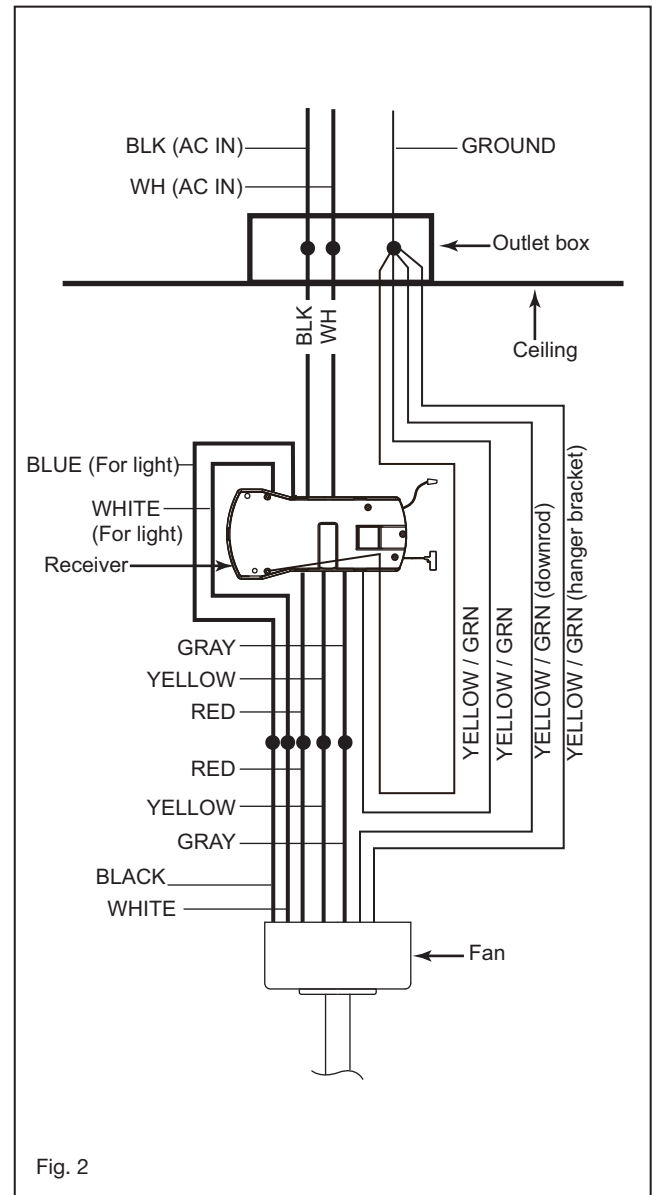 BLK (AC IN)
GROUND
WH (AC IN)
Outlet box
BLK
WH
Ceiling
BLUE (For light)
WHITE
(For light)
Receiver
GRAY
YELLOW
RED
RED
YELLOW
GRAY
BLACK
WHITE
YELLOW / GRN
YELLOW / GRN
YELLOW / GRN (downrod)
YELLOW / GRN (hanger bracket)
Fan
Fig. 2